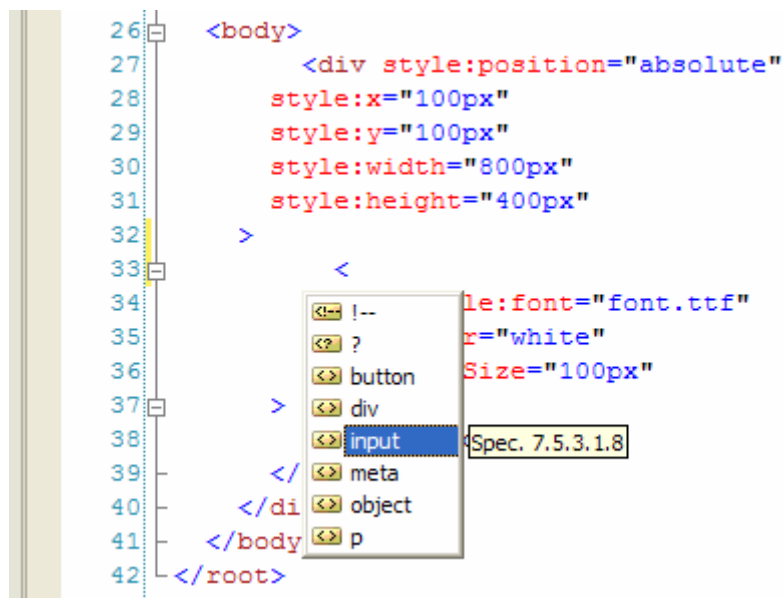 26 <body>
27 <div style:position="absolute"
28 style:x="100px"
29 style:y="100px"
30 style:width="800px"
31 style:height="400px"
32 >
33 <
34 le:font="font.ttf"
35 r="white"
36 Size="100px"
37 >
38
39 </
40 </di
41 </body
42 </root>
!--
?
button
div
input
Spec. 7.5.3.1.8
meta
object
p